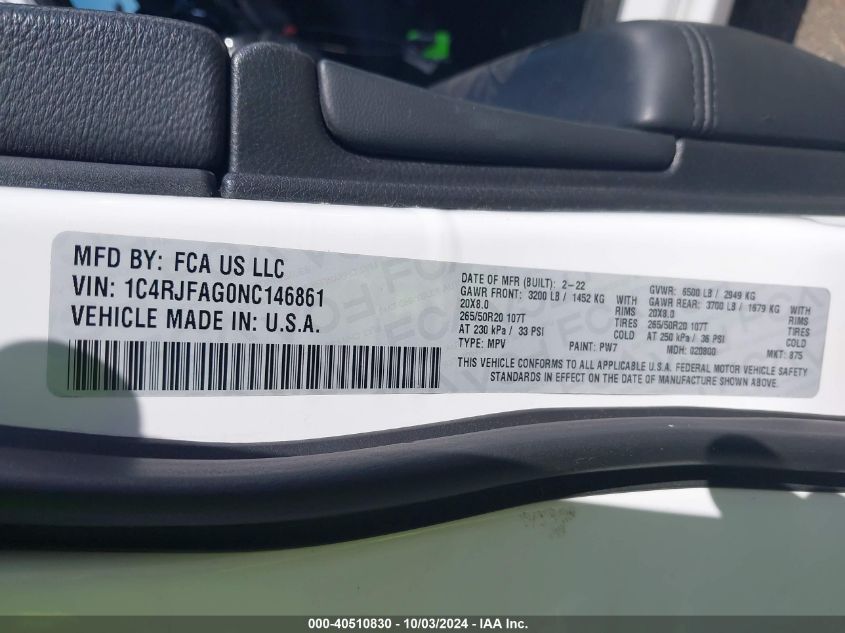 MFD BY: FCA US LLC
VIN: 1C4RJFAG0NC146861
VEHICLE MADE IN: U.S.A.
DATE OF MFR (BUILT): 2-22 GVWR: 6500 LB / 2949 KG
GAWR FRONT: 3200 LB / 1452 KG WITH GAWR REAR: 3700 LB / 1679 KG WITH
20X8.0 RIMS 20X8.0 RIMS
265/50R20 107T TIRES 265/50R20 107T TIRES
AT 230 kPa / 33 PSI COLD AT 250 kPa / 36 PSI COLD
TYPE: MPV PAINT: PW7 MDH: 020800 MKT: 875
THIS VEHICLE CONFORMS TO ALL APPLICABLE U.S.A. FEDERAL MOTOR VEHICLE SAFETY
STANDARDS IN EFFECT ON THE DATE OF MANUFACTURE SHOWN ABOVE.
000-40510830 - 10/03/2024 - IAA Inc.